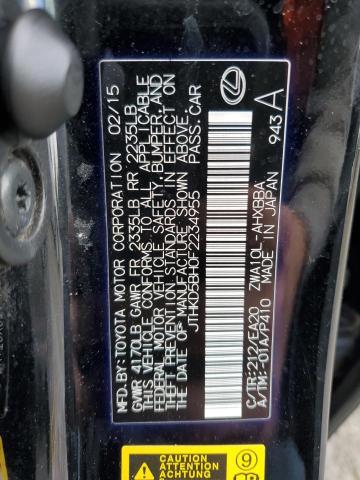 MFD. BY: TOYOTA MOTOR CORPORATION 02/15
GVWR 4170LB GAWR FR 2335LB RR 2235LB
THIS VEHICLE CONFORMS TO ALL APPLICABLE
FEDERAL MOTOR VEHICLE SAFETY, BUMPER, AND
THEFT PREVENTION STANDARDS IN EFFECT ON
THE DATE OF MANUFACTURE SHOWN ABOVE.
JTHKD5BH0F2234955 PASS. CAR
C/TR: 212/EA20 ZWA10L-AHXBBA
A/TM: -01A/P410 MADE IN JAPAN
943 A
CAUTION
ATTENTION
ACHTUNG
9